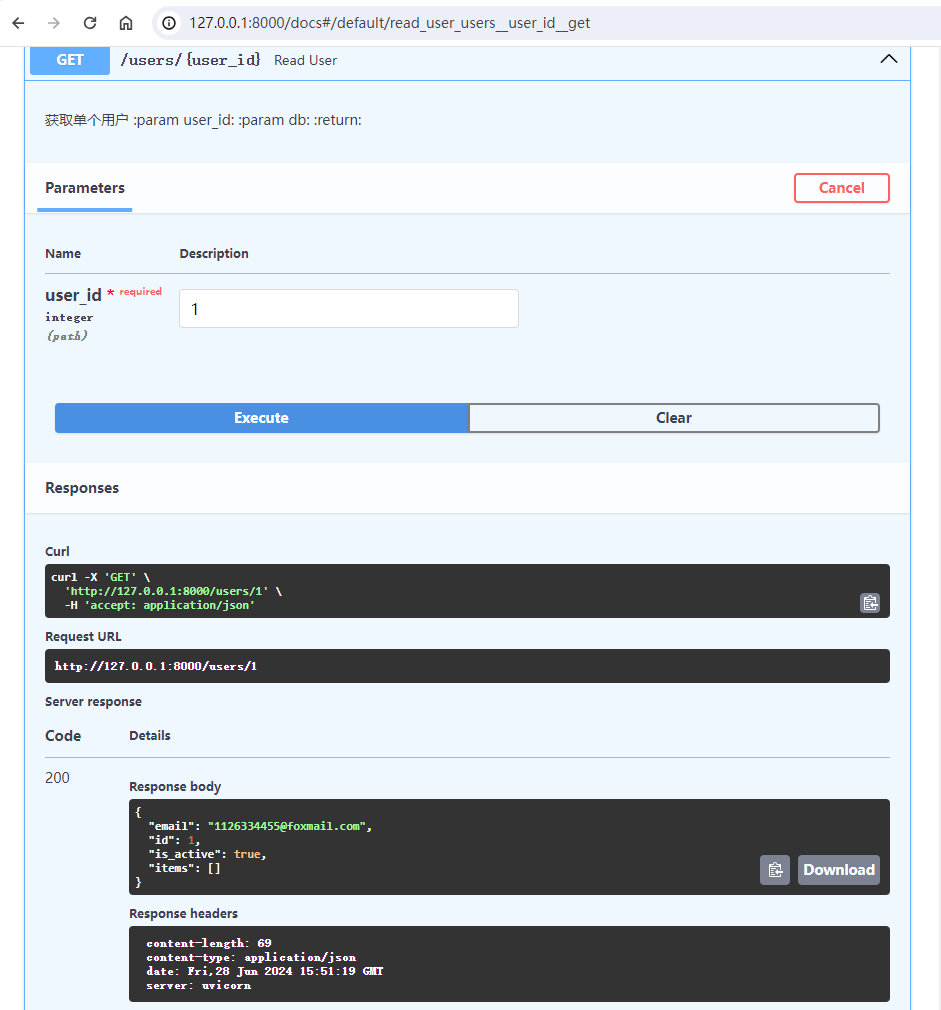 127.0.0.1:8000/docs#/default/read_user_users__user_id__get
GET /users/{user_id} Read User
获取单个用户 :param user_id: :param db: :return:
Parameters
Cancel
Name Description
user_id * required
integer
(path)
1
Execute Clear
Responses
Curl
curl -X 'GET' \
'http://127.0.0.1:8000/users/1' \
-H 'accept: application/json'
Request URL
http://127.0.0.1:8000/users/1
Server response
Code Details
200
Response body
{
"email": "1126334455@foxmail.com",
"id": 1,
"is_active": true,
"items": []
}
Download
Response headers
content-length: 69
content-type: application/json
date: Fri,28 Jun 2024 15:51:19 GMT
server: uvicorn